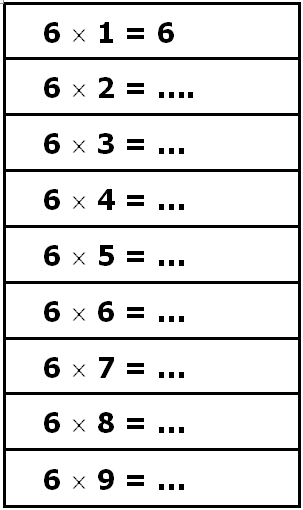 6 × 1 = 6
6 × 2 = ....
6 × 3 = ...
6 × 4 = ...
6 × 5 = ...
6 × 6 = ...
6 × 7 = ...
6 × 8 = ...
6 × 9 = ...